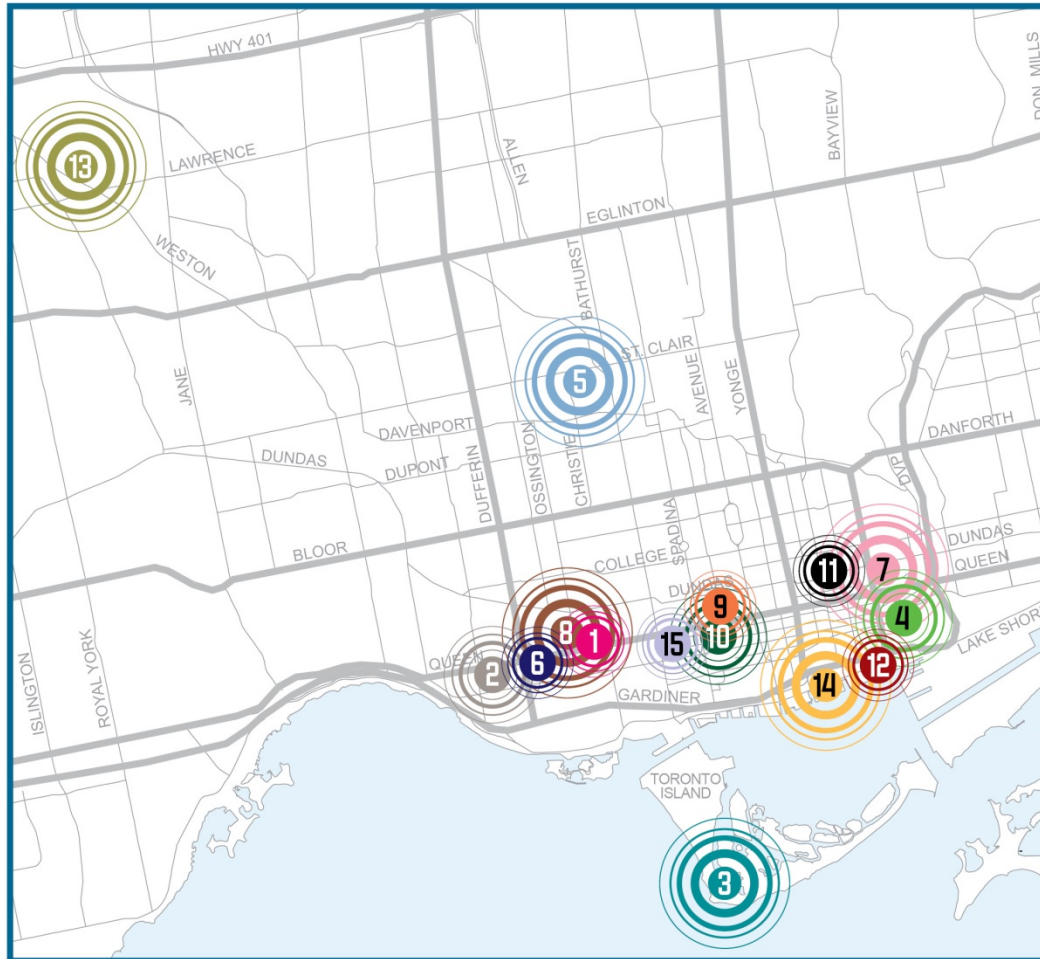 HWY 401
DON MILLS
BAYVIEW
ALLEN
13
LAWRENCE
EGLINTON
WESTON
BATHURST
ST. CLAIR
5
JANE
AVENUE
YONGE
DAVENPORT
DANFORTH
DUNDAS
DUPONT
OSSINGTON
CHRISTIE
DUFFERIN
DVP
SPADINA
BLOOR
COLLEGE
DUNDAS
QUEEN
11
7
DUNDAS
9
4
8
1
15
10
LAKE SHOR
ISLINGTON
ROYAL YORK
QUEEN
2
6
12
14
GARDINER
TORONTO
ISLAND
3